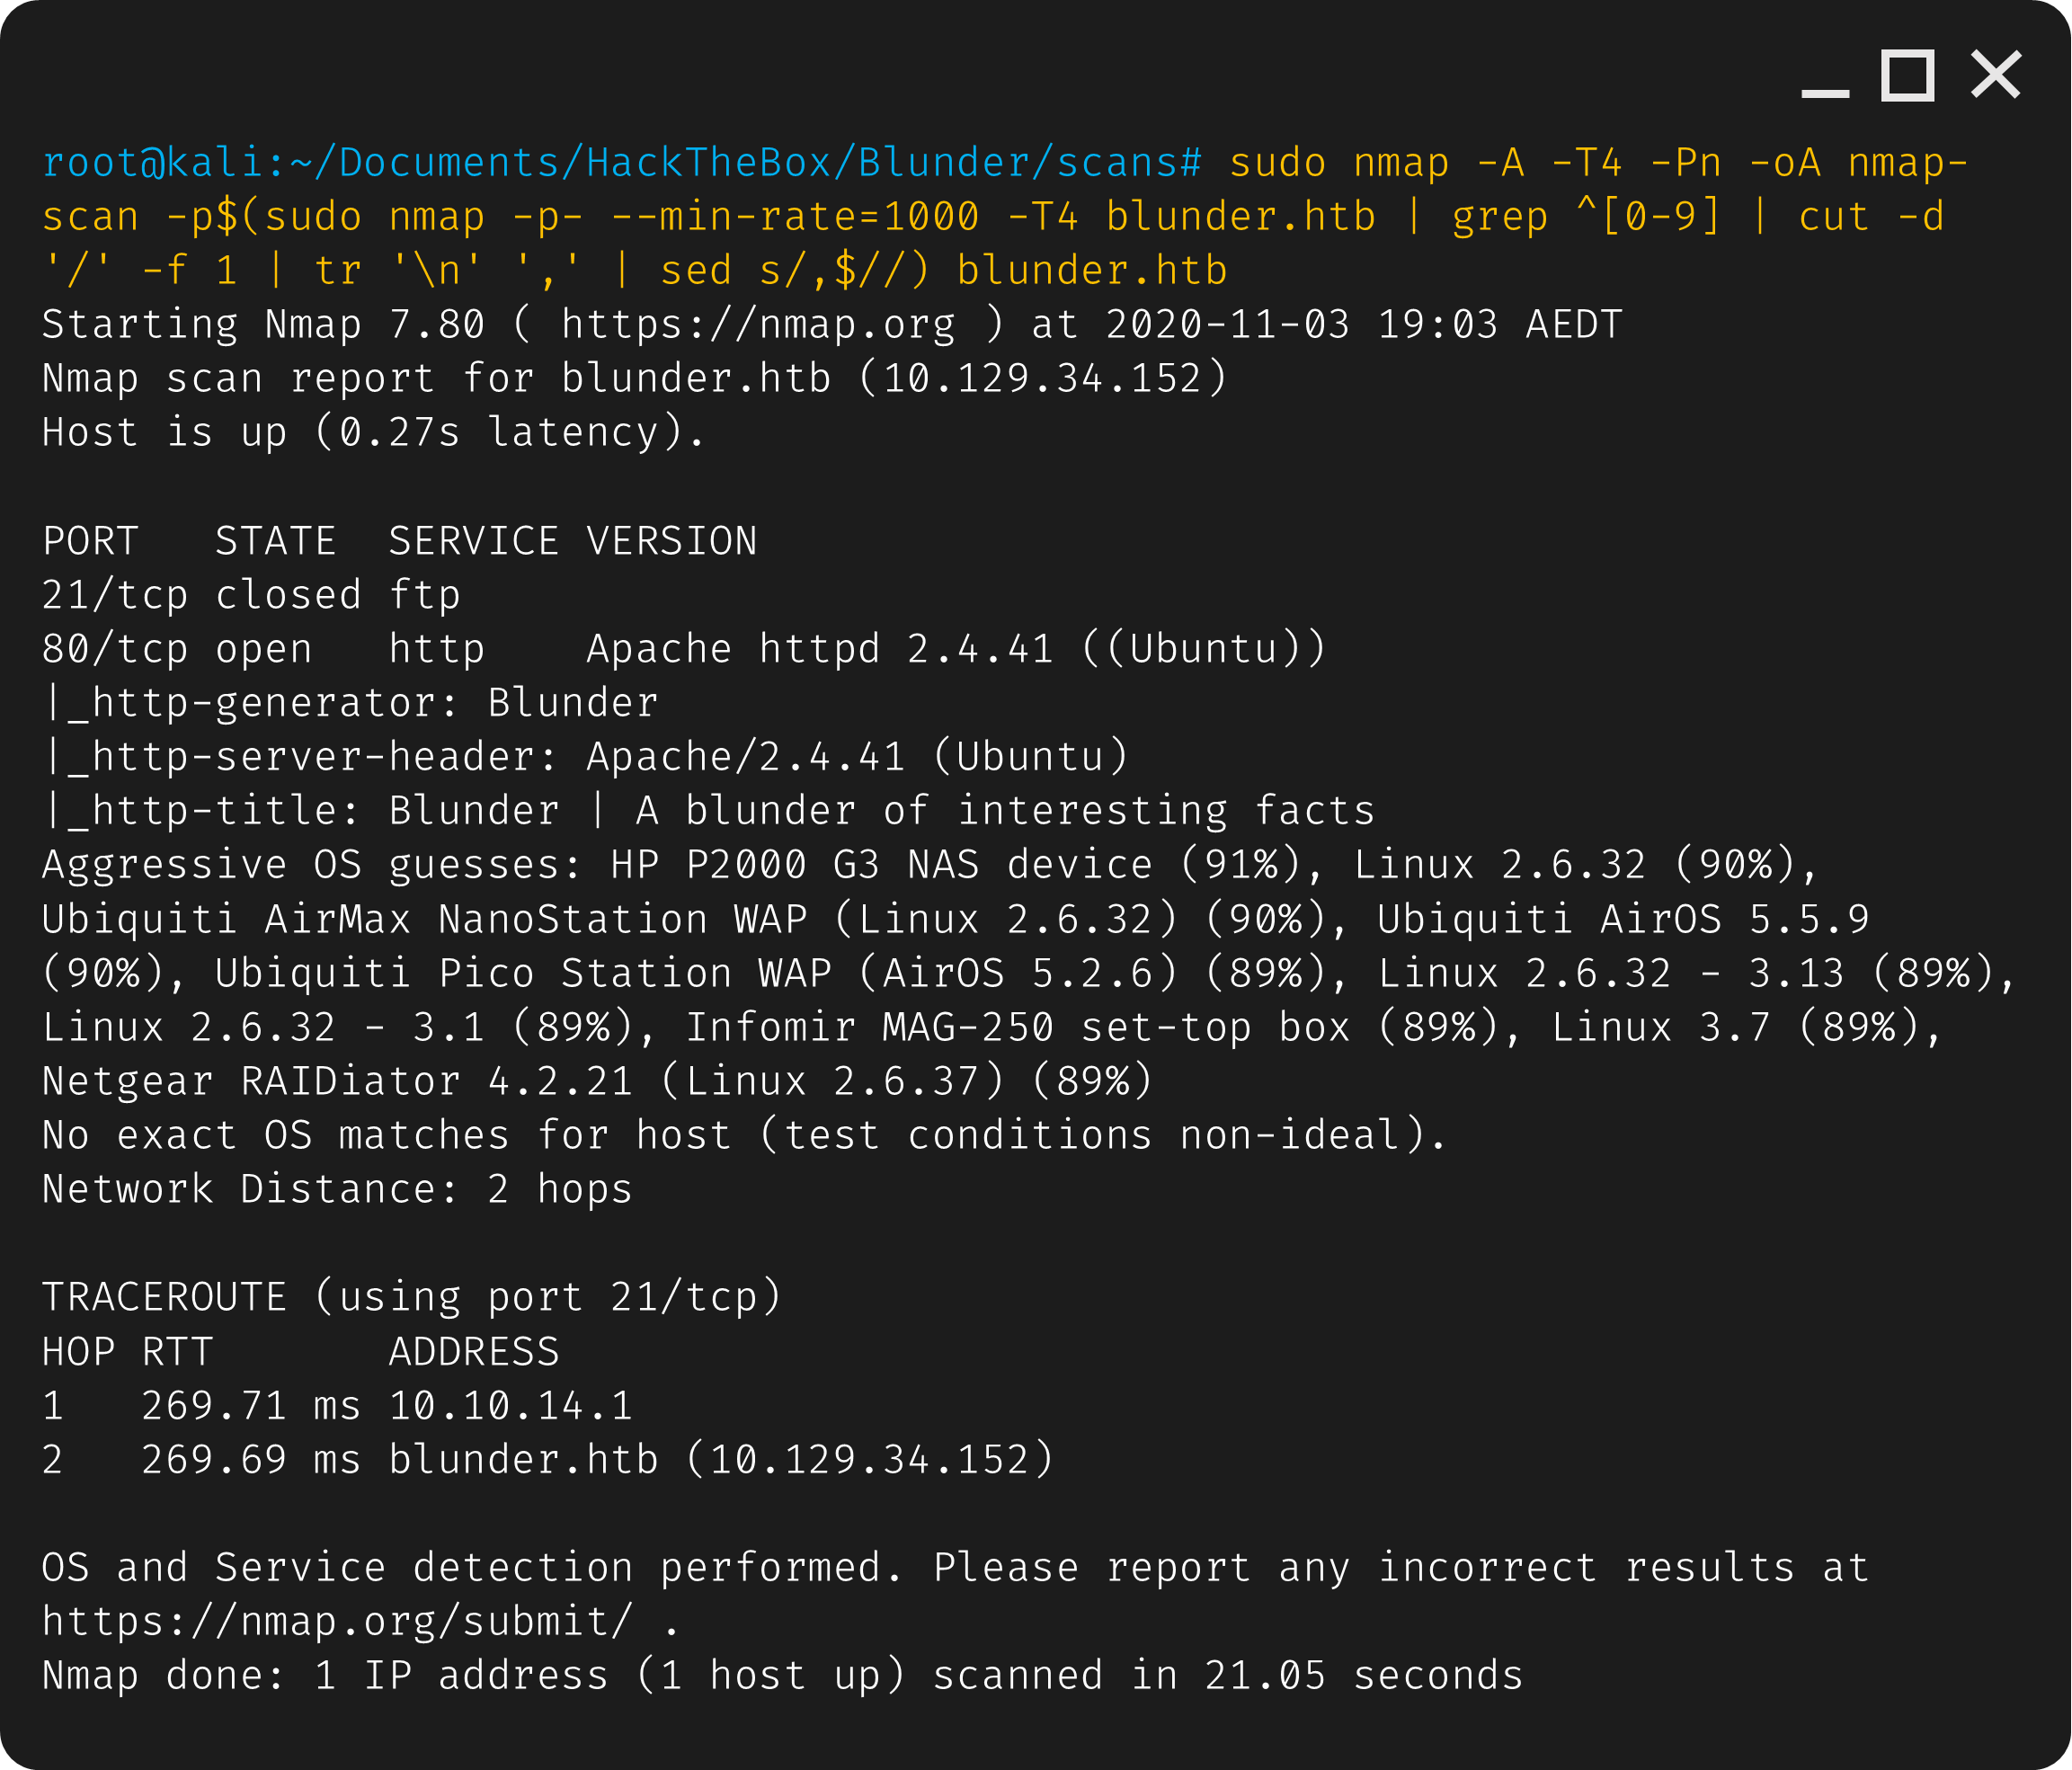 root@kali:~/Documents/HackTheBox/Blunder/scans# sudo nmap -A -T4 -Pn -oA nmap-
scan -p$(sudo nmap -p- --min-rate=1000 -T4 blunder.htb | grep ^[0-9] | cut -d
'/' -f 1 | tr '\n' ',' | sed s/,$//) blunder.htb
Starting Nmap 7.80 ( https://nmap.org ) at 2020-11-03 19:03 AEDT
Nmap scan report for blunder.htb (10.129.34.152)
Host is up (0.27s latency).

PORT   STATE  SERVICE VERSION
21/tcp closed ftp
80/tcp open   http    Apache httpd 2.4.41 ((Ubuntu))
|_http-generator: Blunder
|_http-server-header: Apache/2.4.41 (Ubuntu)
|_http-title: Blunder | A blunder of interesting facts
Aggressive OS guesses: HP P2000 G3 NAS device (91%), Linux 2.6.32 (90%),
Ubiquiti AirMax NanoStation WAP (Linux 2.6.32) (90%), Ubiquiti AirOS 5.5.9
(90%), Ubiquiti Pico Station WAP (AirOS 5.2.6) (89%), Linux 2.6.32 - 3.13 (89%),
Linux 2.6.32 - 3.1 (89%), Infomir MAG-250 set-top box (89%), Linux 3.7 (89%),
Netgear RAIDiator 4.2.21 (Linux 2.6.37) (89%)
No exact OS matches for host (test conditions non-ideal).
Network Distance: 2 hops

TRACEROUTE (using port 21/tcp)
HOP RTT       ADDRESS
1   269.71 ms 10.10.14.1
2   269.69 ms blunder.htb (10.129.34.152)

OS and Service detection performed. Please report any incorrect results at
https://nmap.org/submit/ .
Nmap done: 1 IP address (1 host up) scanned in 21.05 seconds